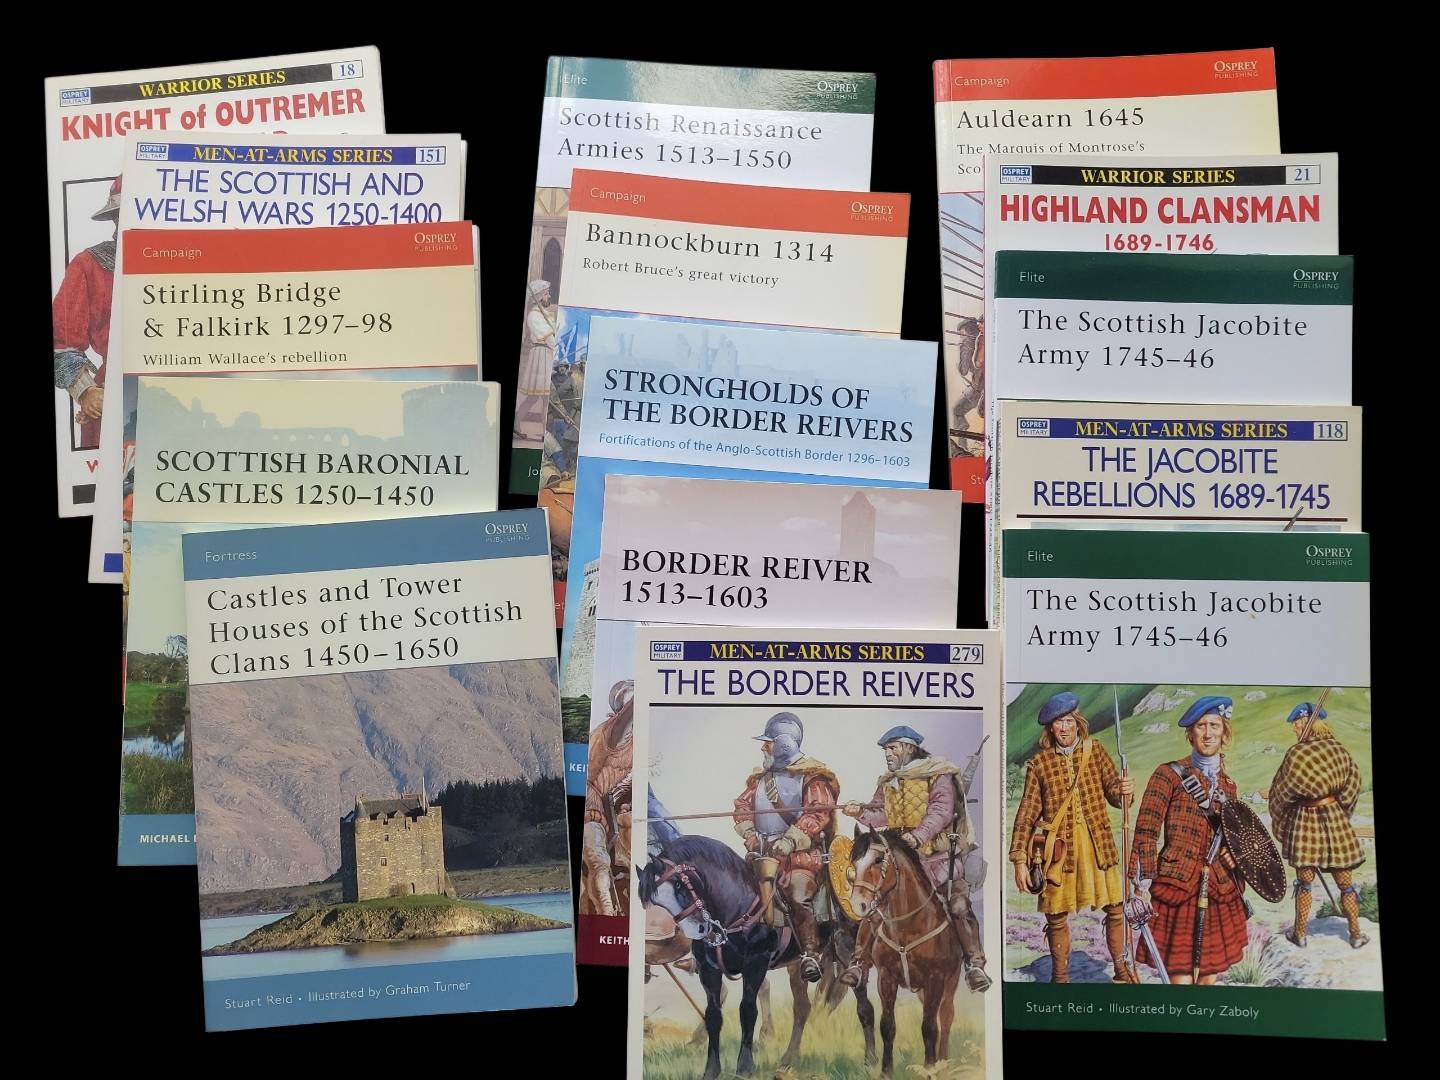 OSPREY
MILITARY
WARRIOR SERIES
18
KNIGHT of OUTREMER
OSPREY
MILITARY
MEN-AT-ARMS SERIES
151
THE SCOTTISH AND
WELSH WARS 1250-1400
Campaign
OSPREY
PUBLISHING
Stirling Bridge
& Falkirk 1297–98
William Wallace's rebellion
SCOTTISH BARONIAL
CASTLES 1250–1450
MICHAEL
Fortress
OSPREY
PUBLISHING
Castles and Tower
Houses of the Scottish
Clans 1450–1650
Stuart Reid • Illustrated by Graham Turner
Elite
OSPREY
PUBLISHING
Scottish Renaissance
Armies 1513–1550
Jo
Campaign
OSPREY
PUBLISHING
Bannockburn 1314
Robert Bruce's great victory
STRONGHOLDS OF
THE BORDER REIVERS
Fortifications of the Anglo-Scottish Border 1296–1603
KEI
BORDER REIVER
1513–1603
KEITH
OSPREY
MILITARY
MEN-AT-ARMS SERIES
279
THE BORDER REIVERS
Campaign
OSPREY
PUBLISHING
Auldearn 1645
The Marquis of Montrose's
Sco
Stu
OSPREY
MILITARY
WARRIOR SERIES
21
HIGHLAND CLANSMAN
1689-1746
Elite
OSPREY
PUBLISHING
The Scottish Jacobite
Army 1745–46
OSPREY
MILITARY
MEN-AT-ARMS SERIES
118
THE JACOBITE
REBELLIONS 1689-1745
Elite
OSPREY
PUBLISHING
The Scottish Jacobite
Army 1745–46
Stuart Reid • Illustrated by Gary Zaboly